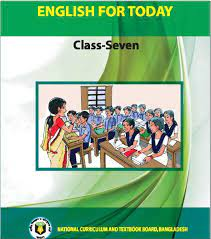 ENGLISH FOR TODAY
Class-Seven
NATIONAL CURRICULUM AND TEXTBOOK BOARD, BANGLADESH